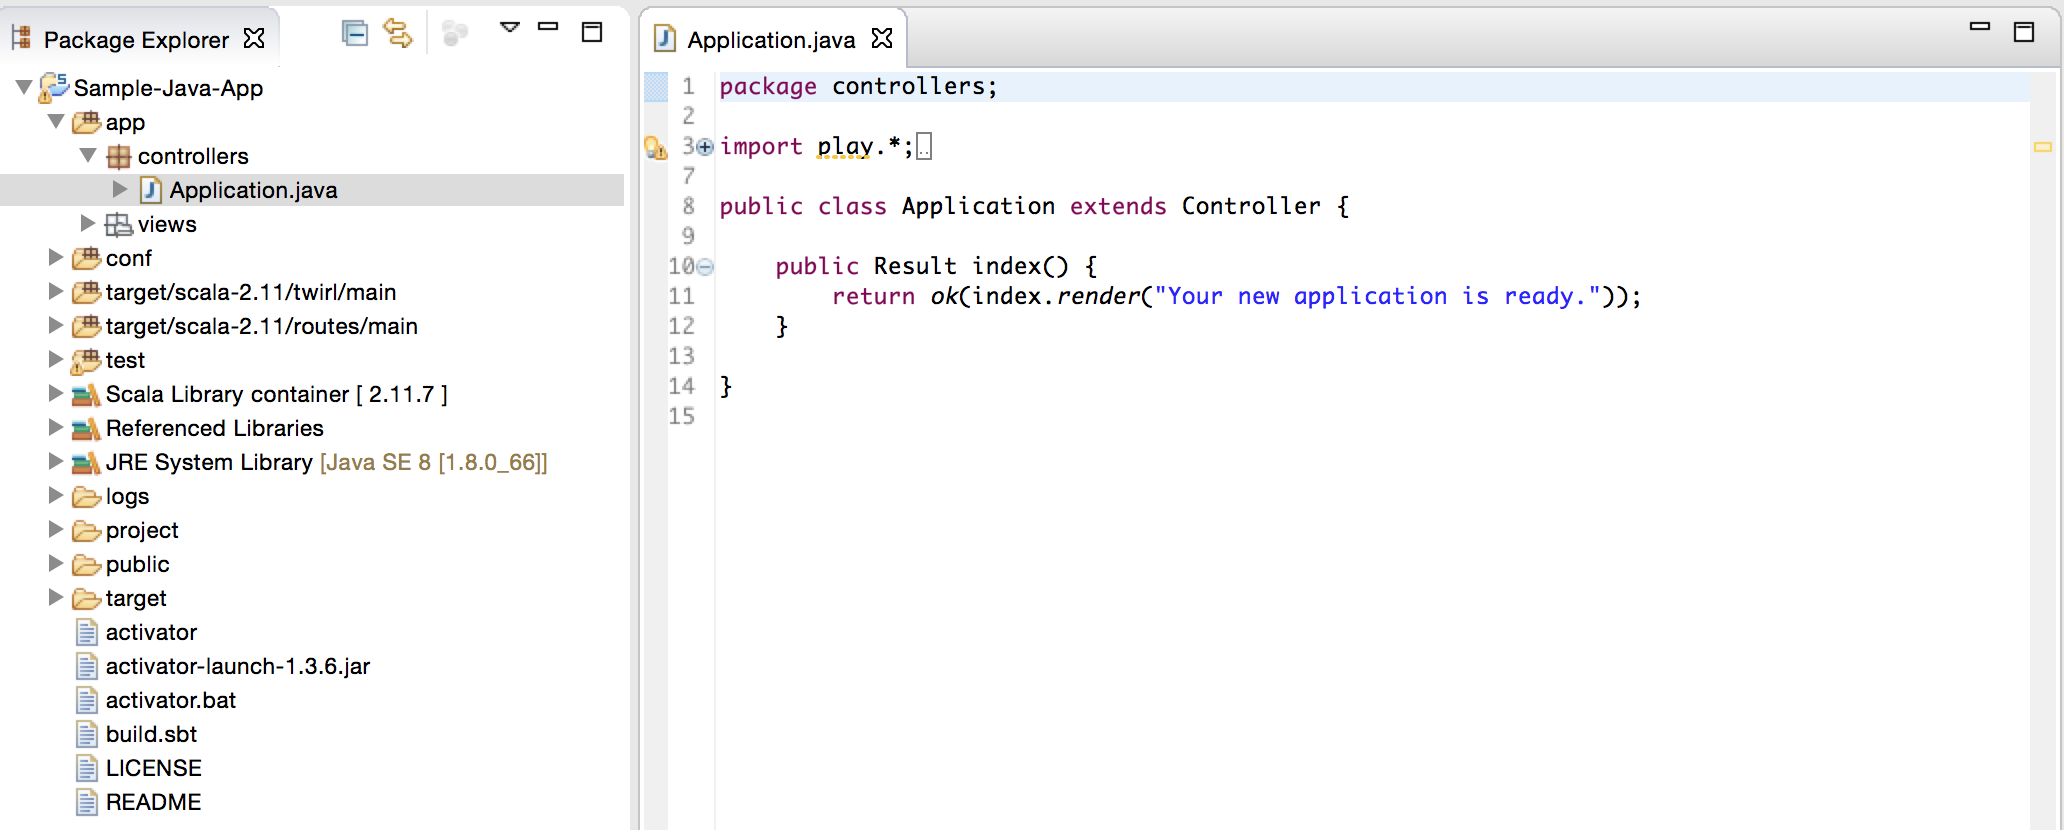 Package Explorer
Sample-Java-App
app
controllers
Application.java
views
conf
target/scala-2.11/twirl/main
target/scala-2.11/routes/main
test
Scala Library container [ 2.11.7 ]
Referenced Libraries
JRE System Library [Java SE 8 [1.8.0_66]]
logs
project
public
target
activator
activator-launch-1.3.6.jar
activator.bat
build.sbt
LICENSE
README
Application.java
1 package controllers;
2
3 import play.*;..
7
8 public class Application extends Controller {
9
10 public Result index() {
11 return ok(index.render("Your new application is ready."));
12 }
13
14 }
15